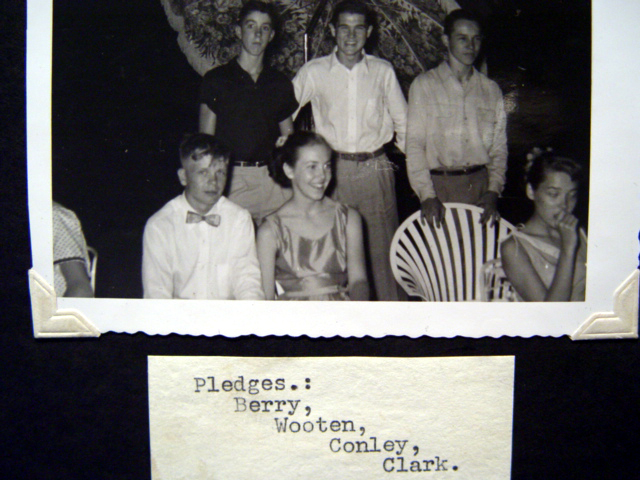 Pledges.:
Berry,
Wooten,
Conley,
Clark.